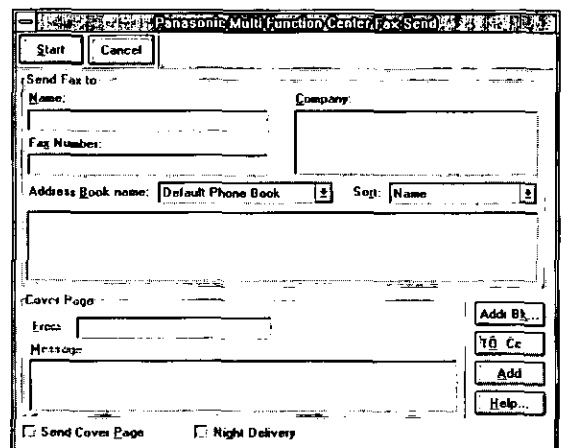 Panasonic Multi Function Center Fax Send
Start Cancel
Send Fax to
Name:
Company:
Fax Number:
Address Book name: Default Phone Book Sort: Name
Cover Page
From:
Message
Addr Bk...
Cc
Add
Help...
Send Cover Page Night Delivery